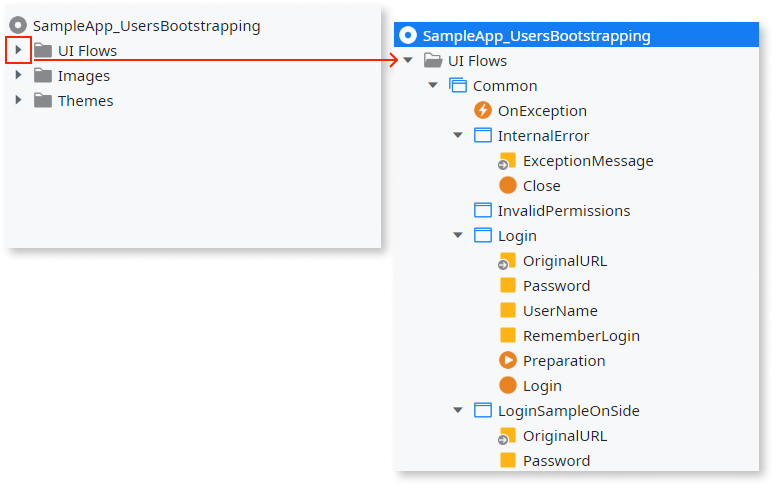 SampleApp_UsersBootstrapping
UI Flows
Images
Themes
SampleApp_UsersBootstrapping
UI Flows
Common
OnException
InternalError
ExceptionMessage
Close
InvalidPermissions
Login
OriginalURL
Password
UserName
RememberLogin
Preparation
Login
LoginSampleOnSide
OriginalURL
Password